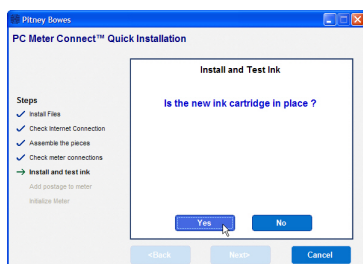 Pitney Bowes
PC Meter Connect™ Quick Installation
Install and Test Ink
Is the new ink cartridge in place ?
Steps
Install Files
Check Internet Connection
Assemble the pieces
Check meter connections
Install and test ink
Add postage to meter
Initialize Meter
Yes
No
<Back
Next>
Cancel